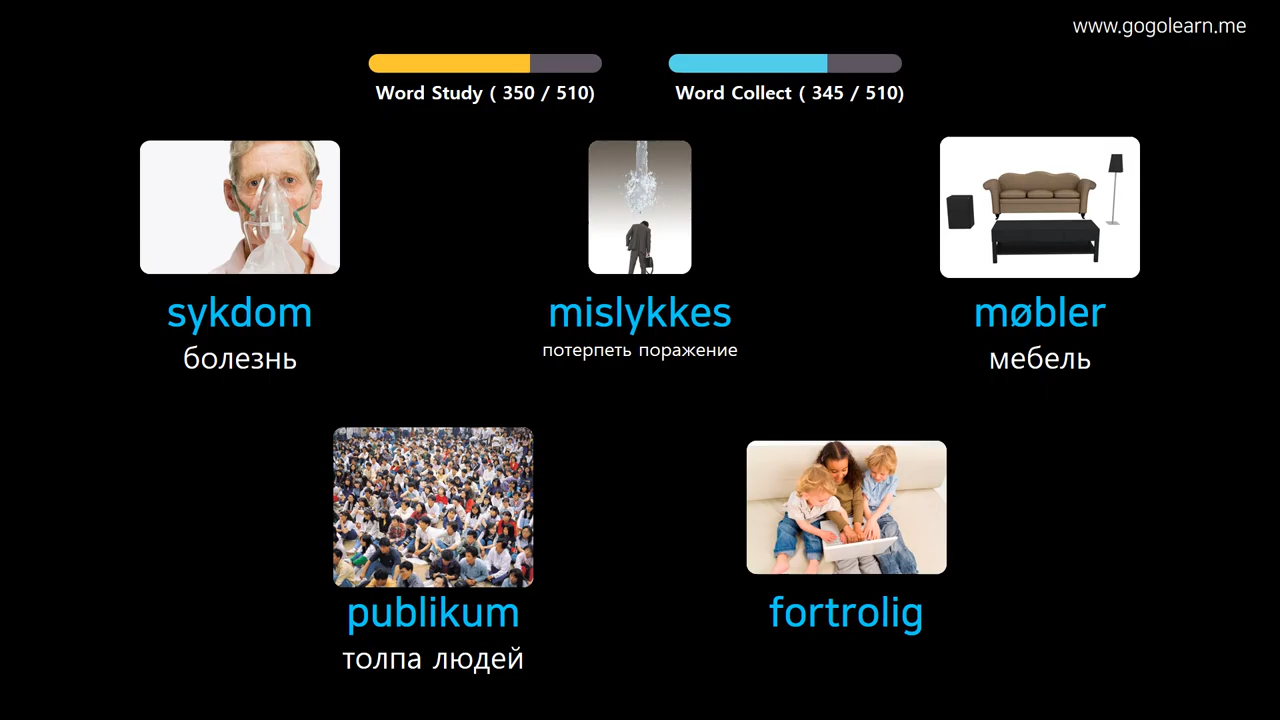 www.gogolearn.me
Word Study ( 350 / 510)
Word Collect ( 345 / 510)
sykdom
болезнь
mislykkes
потерпеть поражение
møbler
мебель
publikum
толпа людей
fortrolig